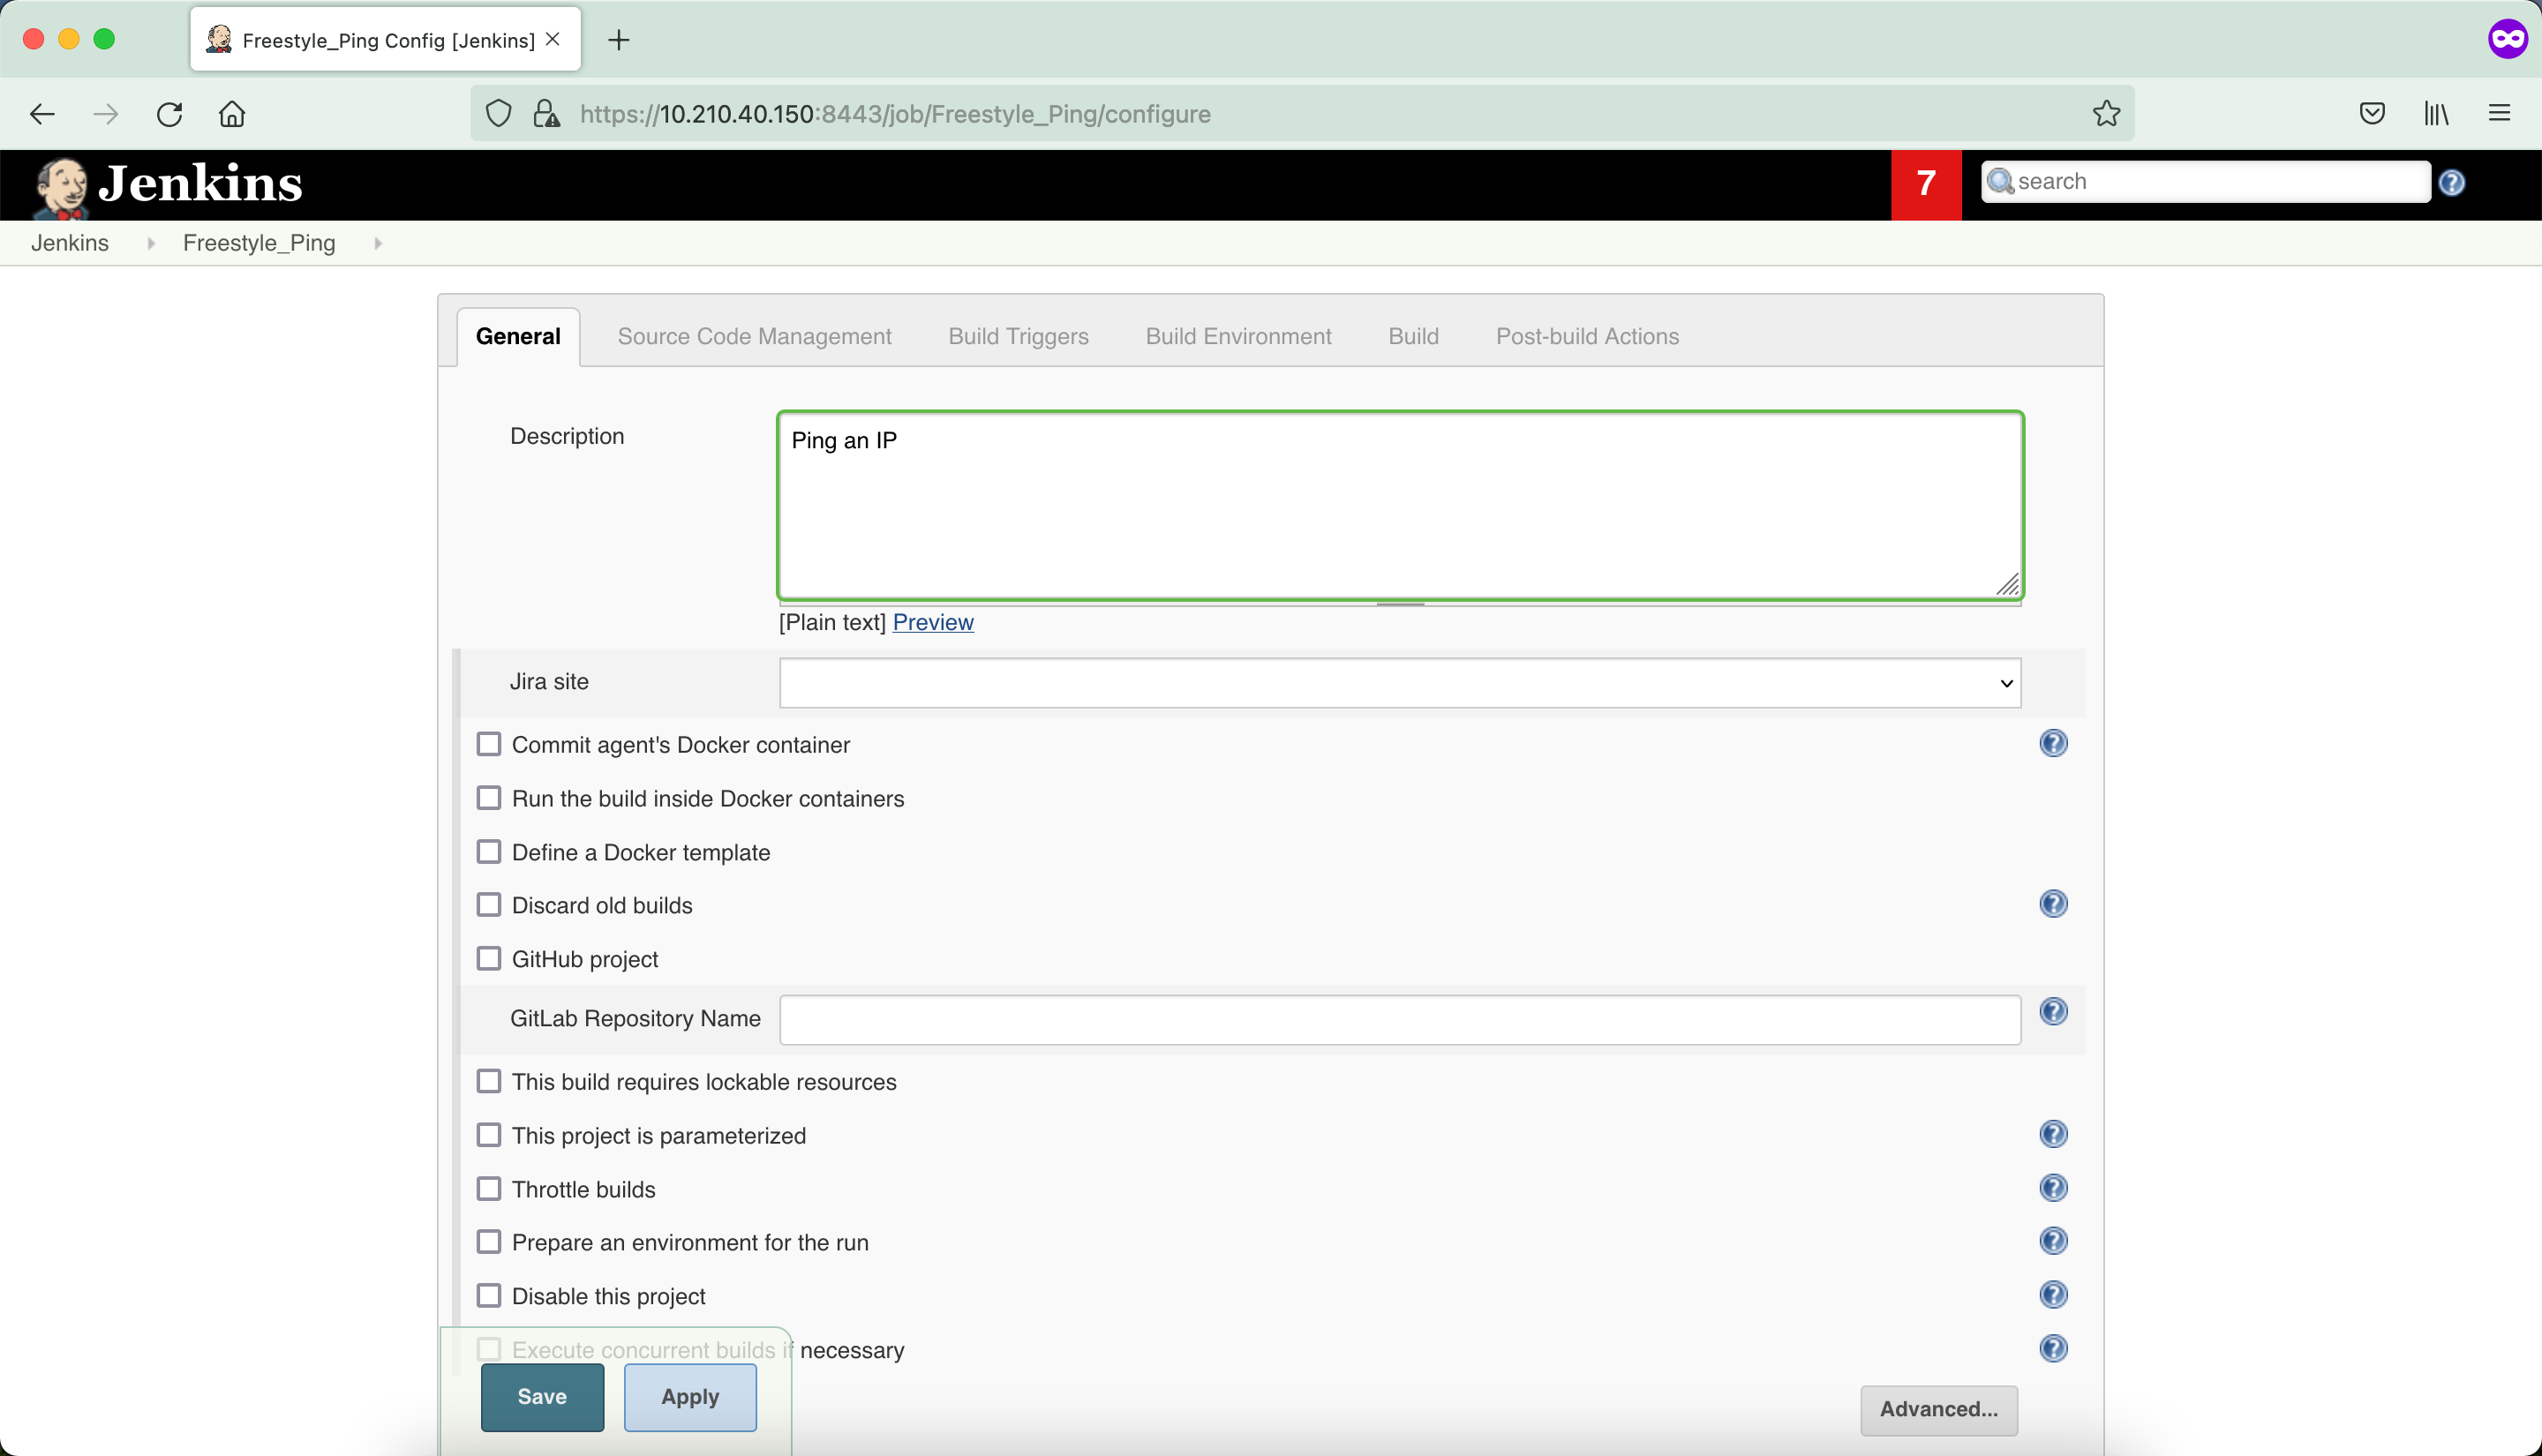 Freestyle_Ping Config [Jenkins]
https://10.210.40.150:8443/job/Freestyle_Ping/configure
Jenkins
7
search
Jenkins
Freestyle_Ping
General
Source Code Management
Build Triggers
Build Environment
Build
Post-build Actions
Description
Ping an IP
[Plain text] Preview
Jira site
Commit agent's Docker container
Run the build inside Docker containers
Define a Docker template
Discard old builds
GitHub project
GitLab Repository Name
This build requires lockable resources
This project is parameterized
Throttle builds
Prepare an environment for the run
Disable this project
Execute concurrent builds if necessary
Save
Apply
Advanced...